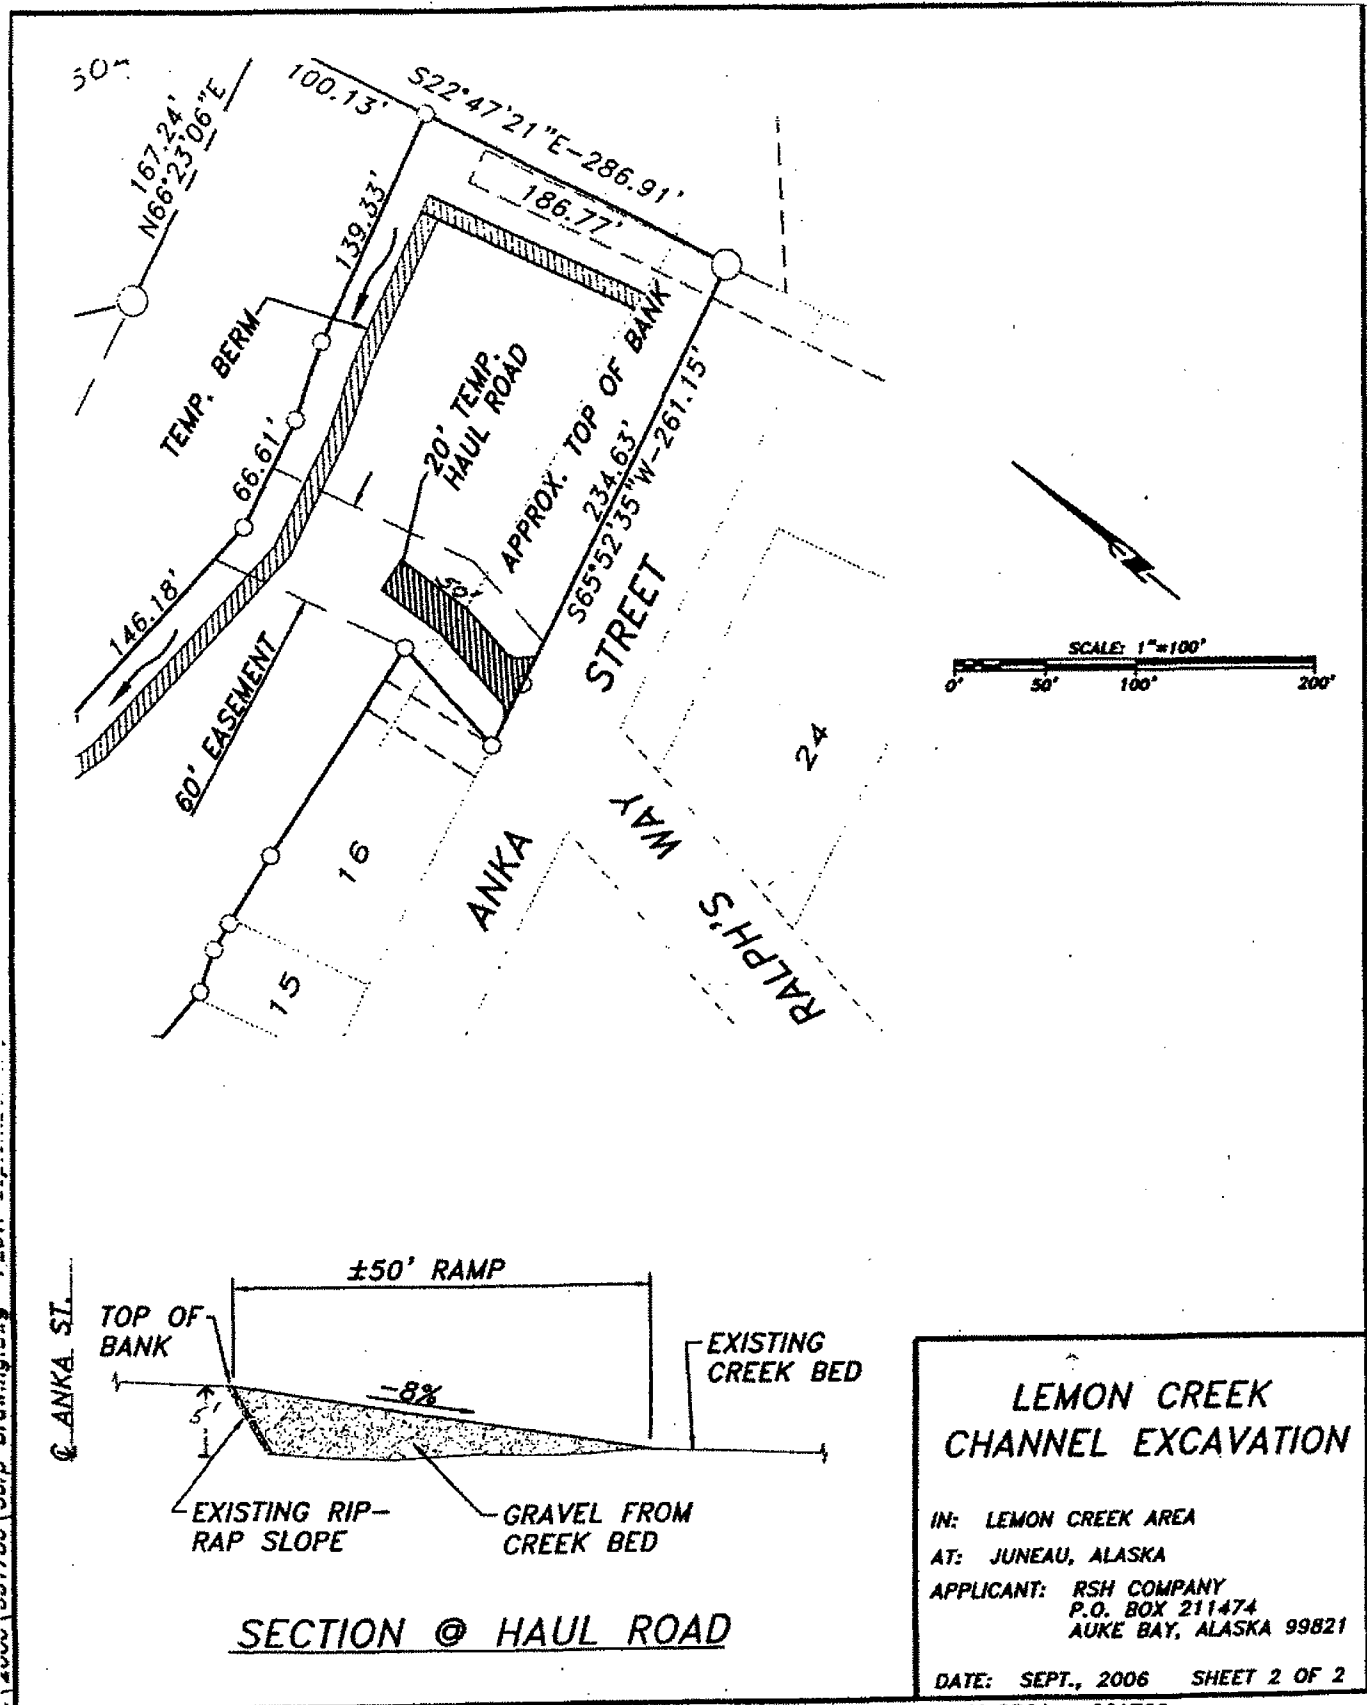 100.13'
S22°47'21"E-286.91'
167.24'
N66°23'06"E
186.77'
139.33'
TEMP. BERM
20' TEMP.
HAUL ROAD
APPROX. TOP OF BANK
234.63'
S65°52'35"W-261.15'
66.61'
50'
146.18'
60' EASEMENT
STREET
ANKA
RALPH'S
WAY
24
16
15
N
SCALE: 1"=100'
0' 50' 100' 200'
±50' RAMP
℄ ANKA ST.
TOP OF
BANK
EXISTING
CREEK BED
-8%
5'
EXISTING RIP-
RAP SLOPE
GRAVEL FROM
CREEK BED
SECTION @ HAUL ROAD
LEMON CREEK
CHANNEL EXCAVATION
IN: LEMON CREEK AREA
AT: JUNEAU, ALASKA
APPLICANT: RSH COMPANY
P.O. BOX 211474
AUKE BAY, ALASKA 99821
DATE: SEPT., 2006 SHEET 2 OF 2